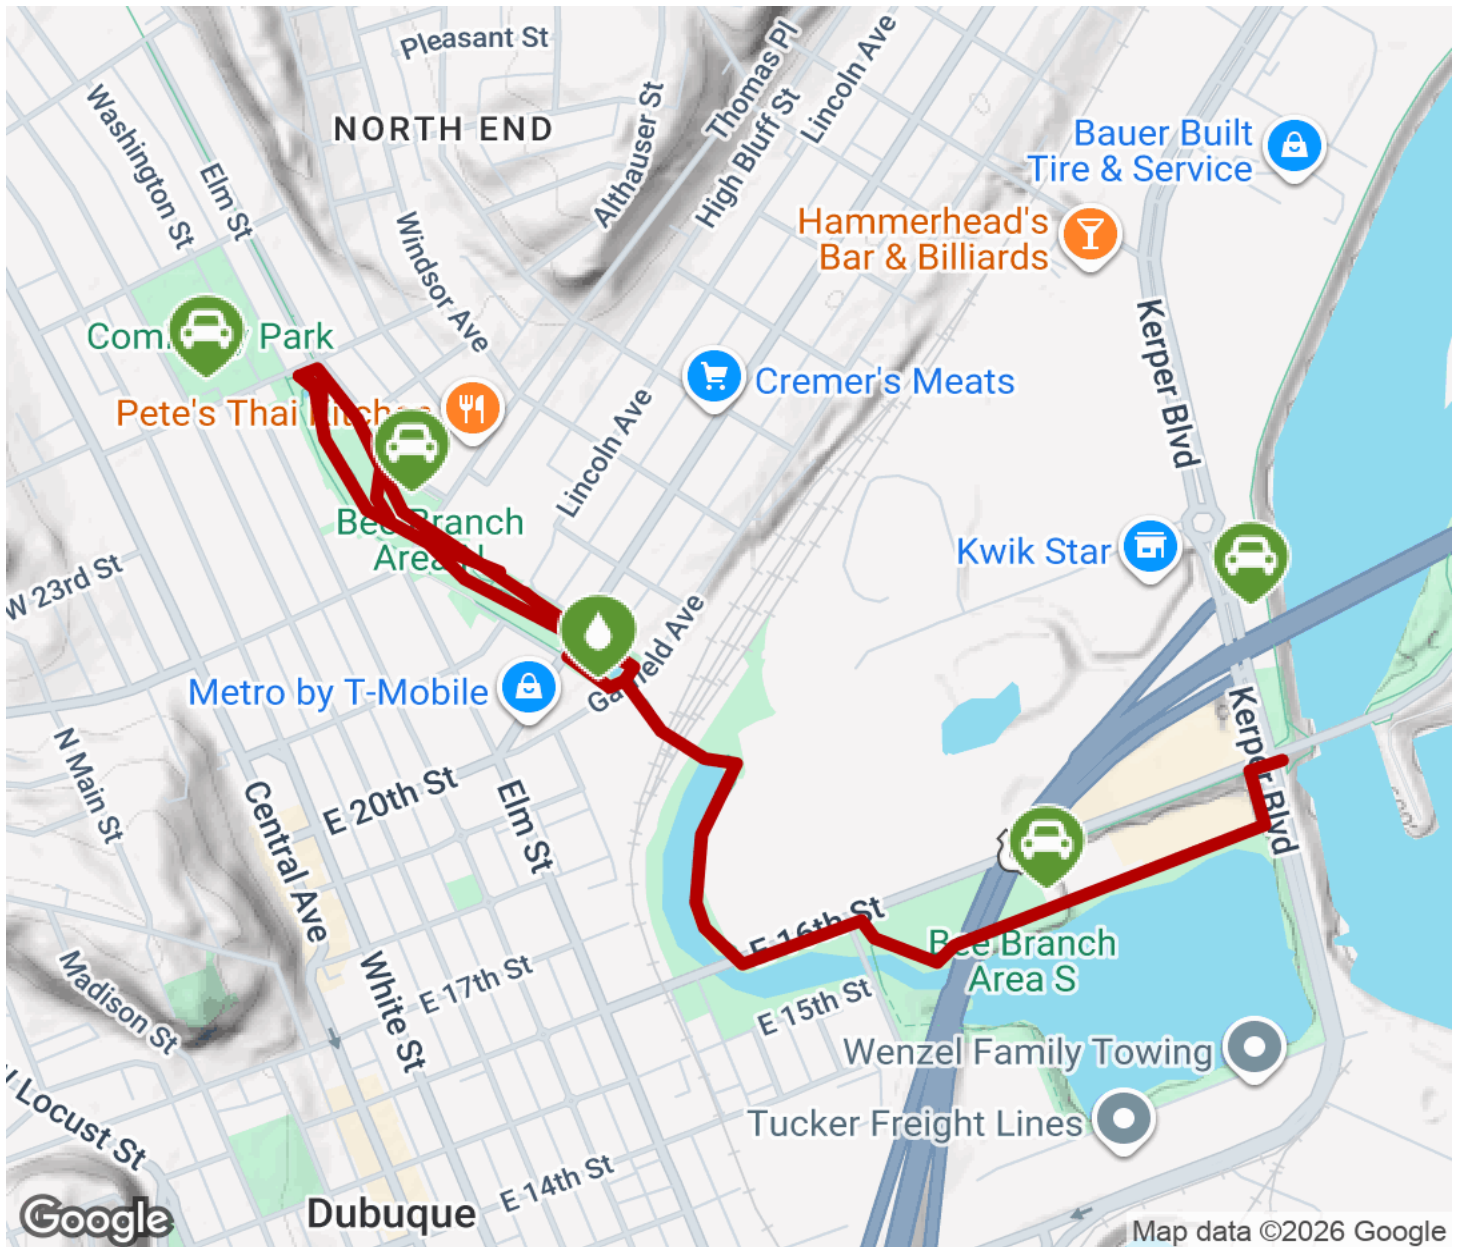 Pleasant St
Thomas Pl
Lincoln Ave
Washington St
NORTH END
Althauser St
High Bluff St
Bauer Built
Tire & Service
Elm St
Windsor Ave
Hammerhead's
Bar & Billiards
Kerper Blvd
Park
Cremer's Meats
Pete's Thai
Lincoln Ave
Branch
Area
Kwik Star
W 23rd St
Metro by T-Mobile
Kerper Blvd
N Main St
E 20th St
Central Ave
Elm St
E 16th St
Branch
Area S
Madison St
White St
E 17th St
E 15th St
Wenzel Family Towing
Locust St
Tucker Freight Lines
E 14th St
Dubuque
Google
Map data ©2026 Google